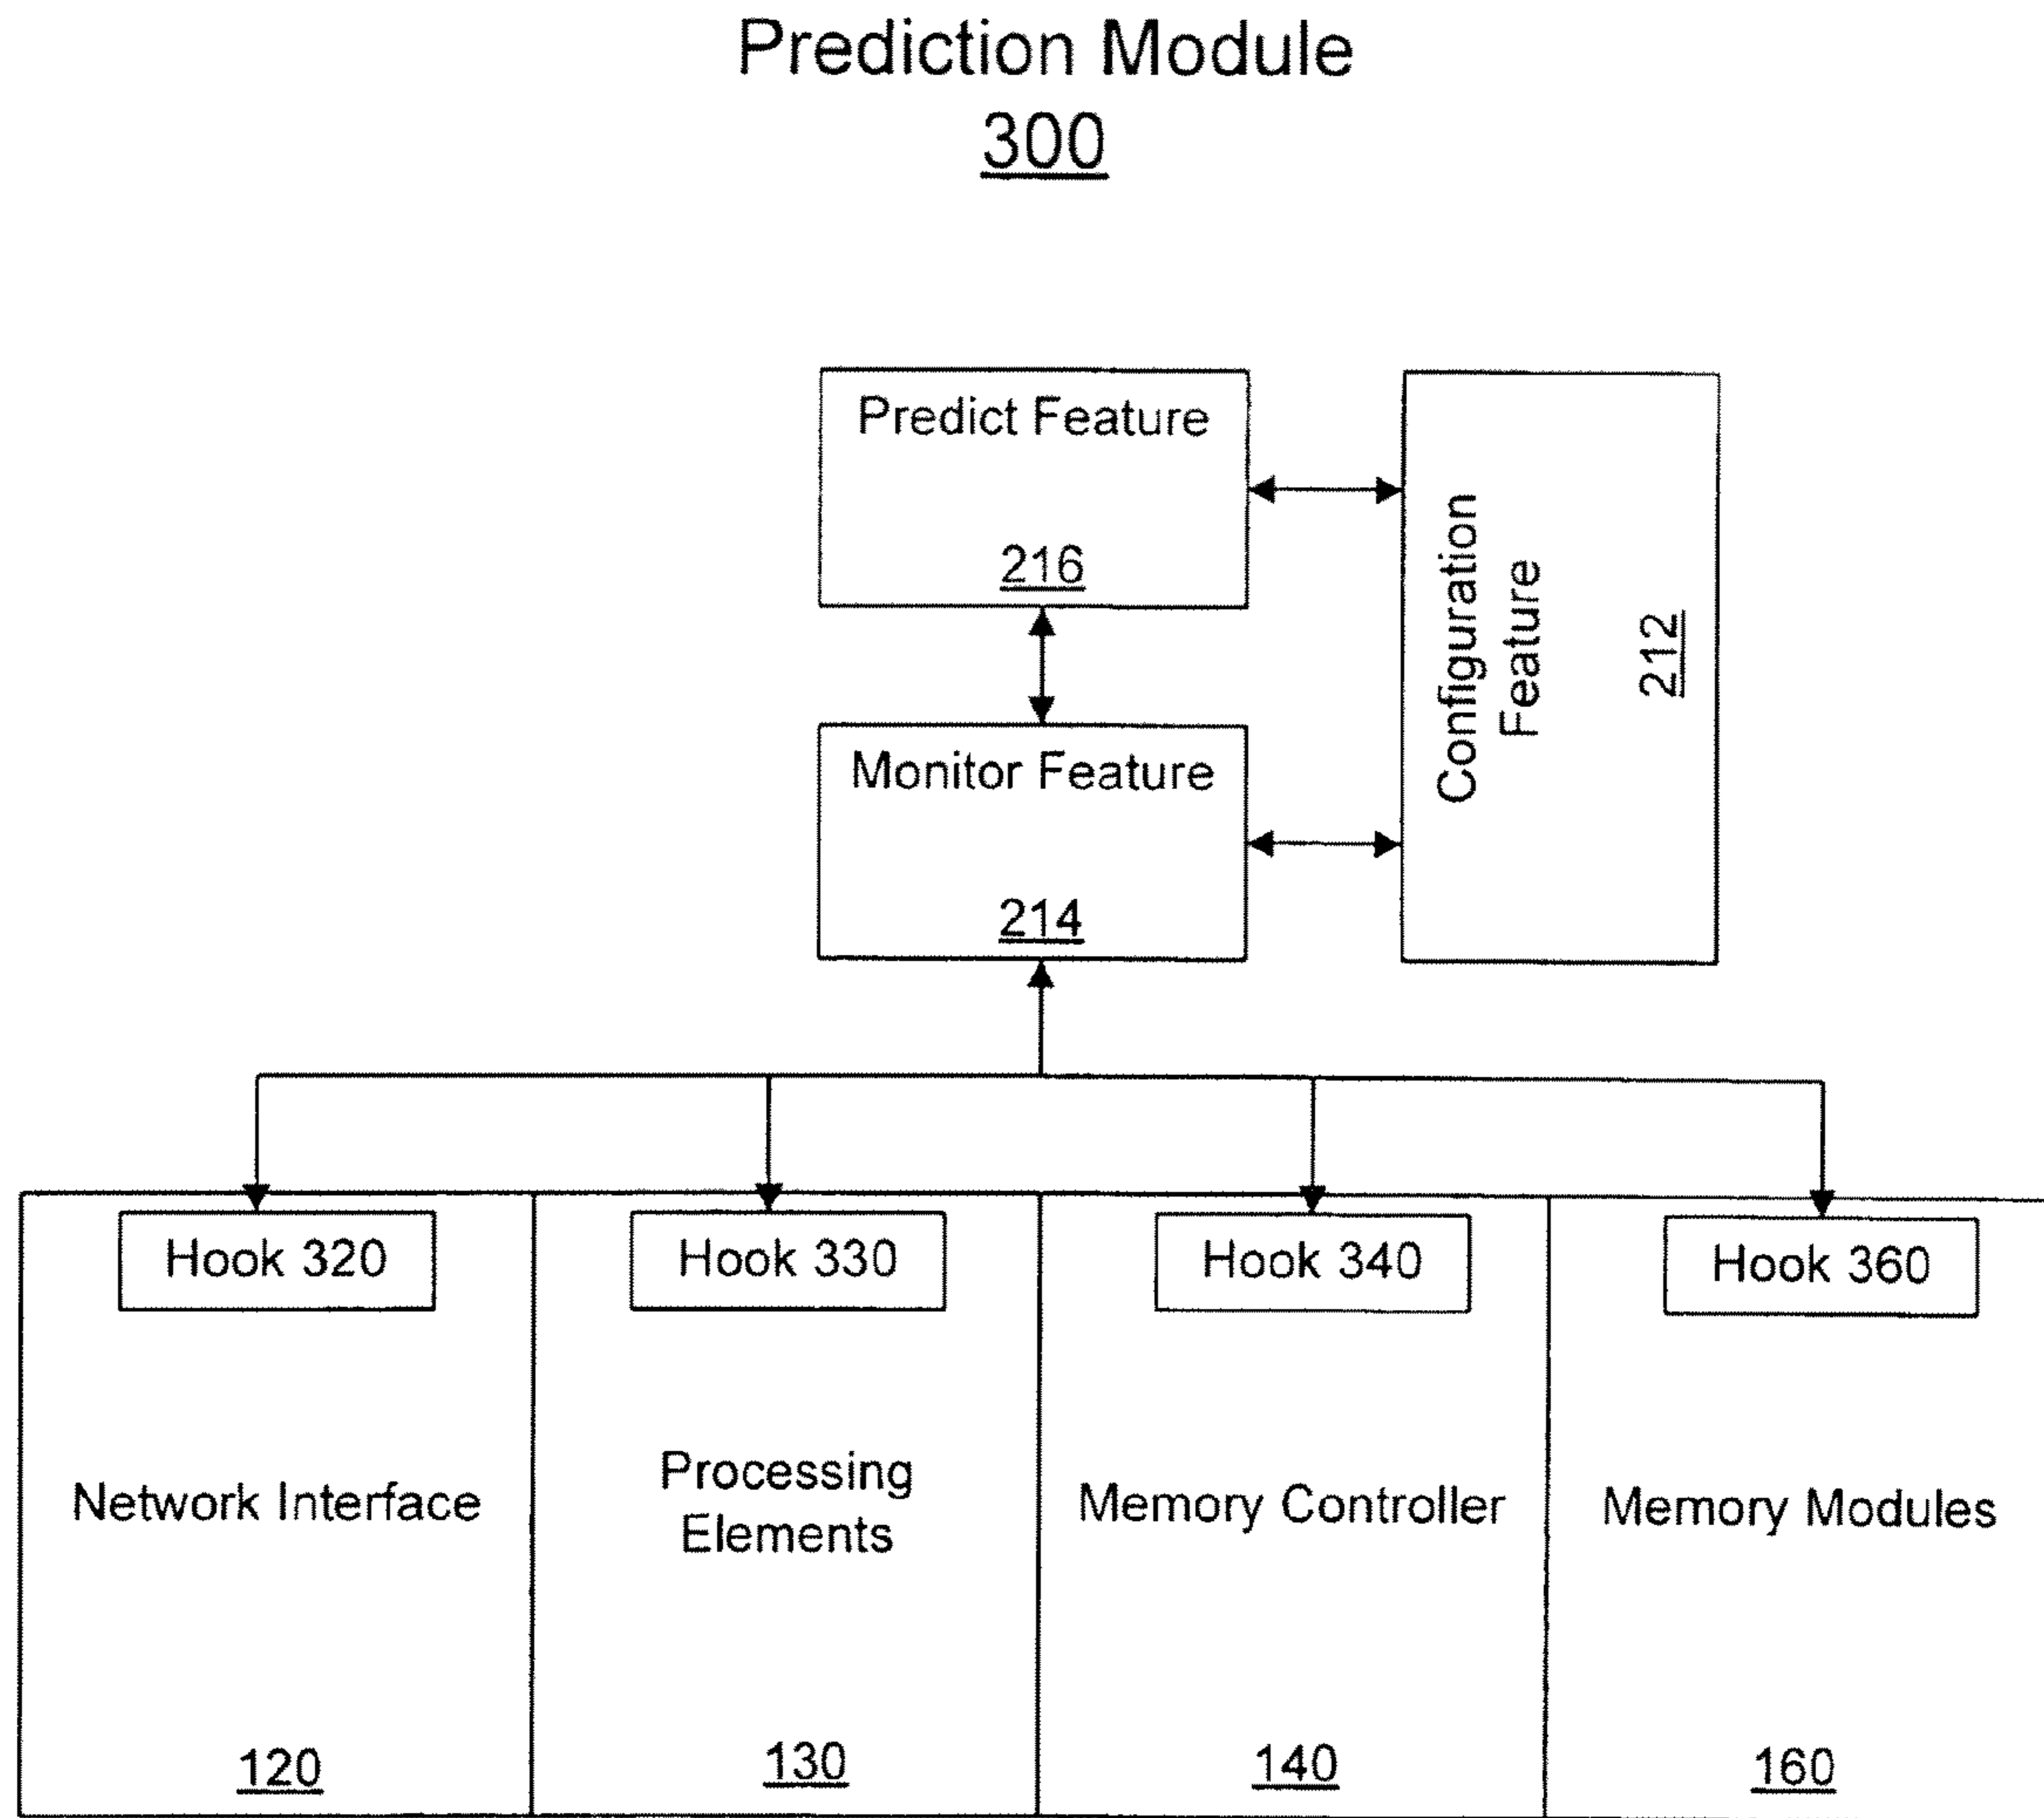 Prediction Module
300
Predict Feature
216
Configuration
Feature
212
Monitor Feature
214
Hook 320
Hook 330
Hook 340
Hook 360
Network Interface
Processing
Elements
Memory Controller
Memory Modules
120
130
140
160